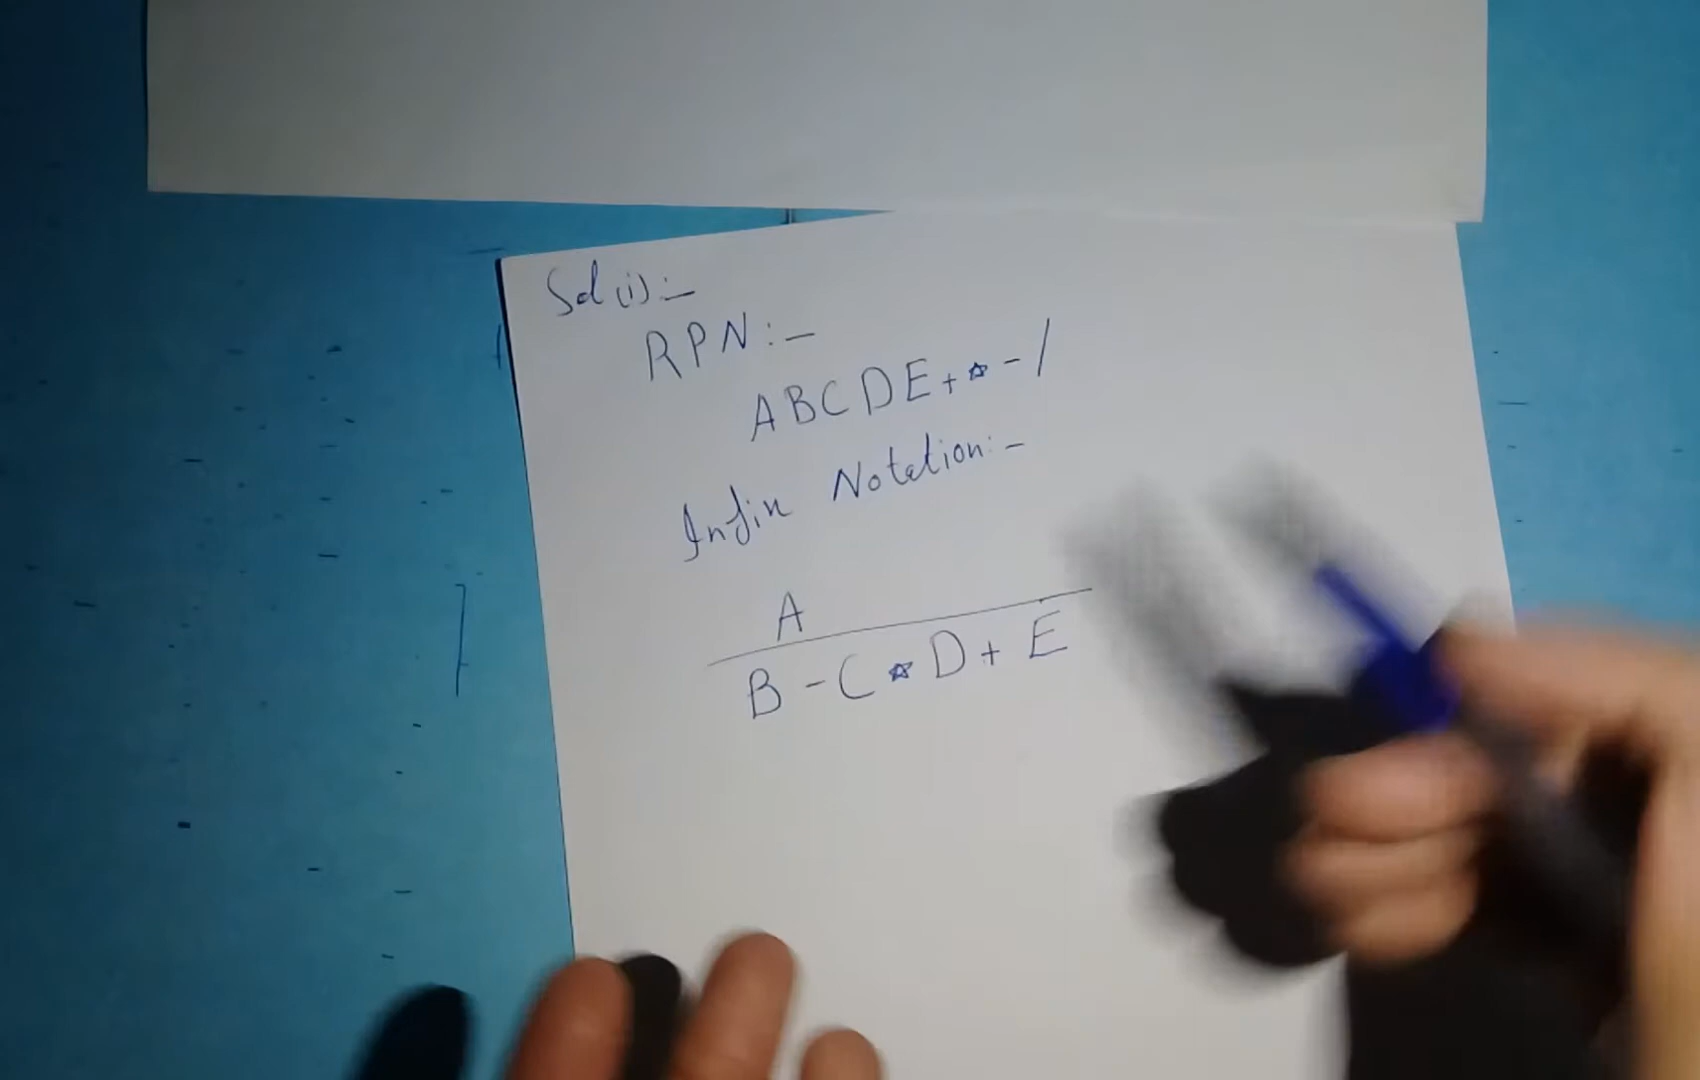 Sol (i) :-
RPN :-
ABCDE+*-/
Infix Notation :-
A
B - C * D + E